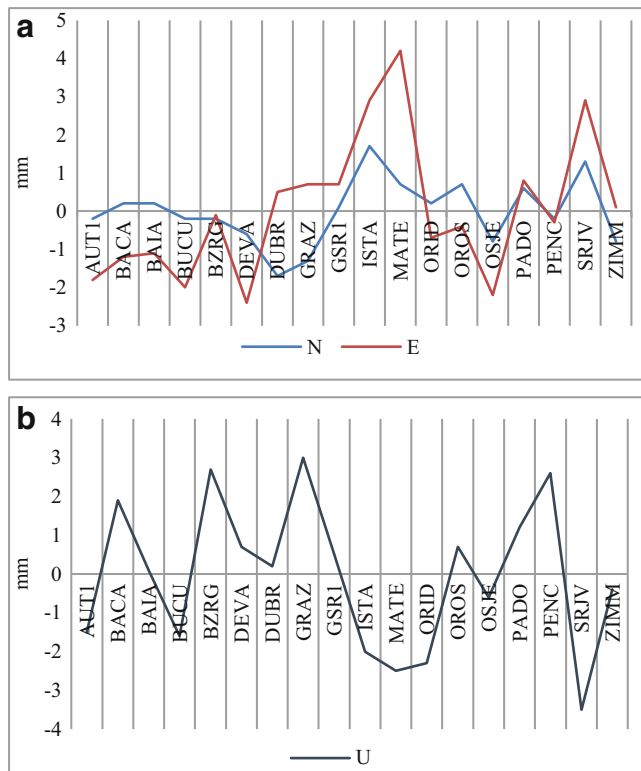 a
5
4
3
2
1
0
-1
-2
-3
mm
AUT1 BACA BAIA BUCU BZRG DEVA DUBR GRAZ GSR1 ISTA MATE ORID OROS OSJE PADO PENC SRJV ZIMM
N E
b
4
3
2
1
0
-1
-2
-3
-4
mm
AUT1 BACA BAIA BUCU BZRG DEVA DUBR GRAZ GSR1 ISTA MATE ORID OROS OSJE PADO PENC SRJV ZIMM
U